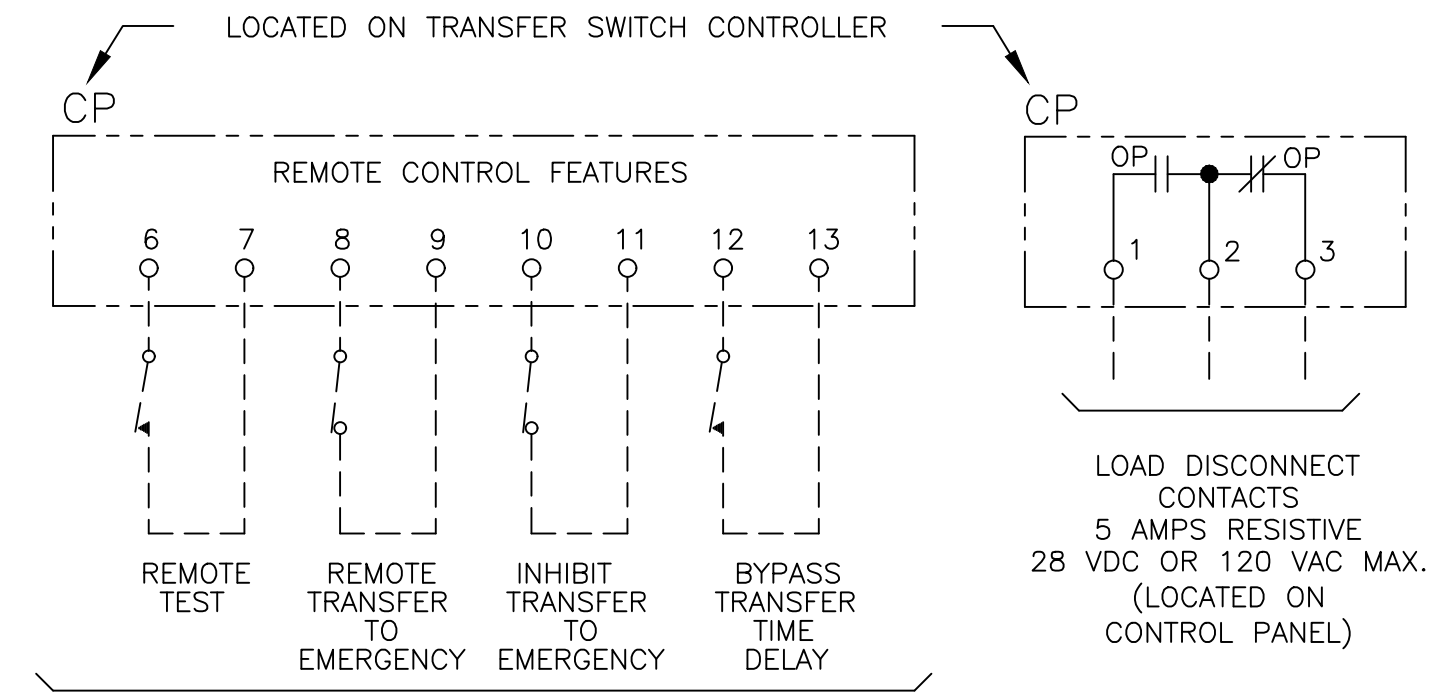 LOCATED ON TRANSFER SWITCH CONTROLLER
CP
REMOTE CONTROL FEATURES
6 7 8 9 10 11 12 13
REMOTE
TEST
REMOTE
TRANSFER
TO
EMERGENCY
INHIBIT
TRANSFER
TO
EMERGENCY
BYPASS
TRANSFER
TIME
DELAY
CP
OP OP
1 2 3
LOAD DISCONNECT
CONTACTS
5 AMPS RESISTIVE
28 VDC OR 120 VAC MAX.
(LOCATED ON
CONTROL PANEL)